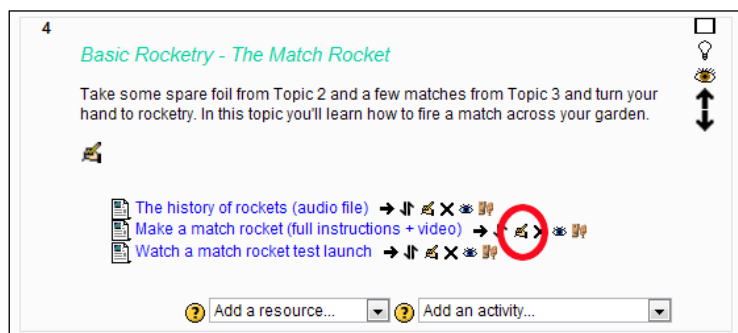 4
Basic Rocketry - The Match Rocket
Take some spare foil from Topic 2 and a few matches from Topic 3 and turn your
hand to rocketry. In this topic you'll learn how to fire a match across your garden.
The history of rockets (audio file)
Make a match rocket (full instructions + video)
Watch a match rocket test launch
Add a resource... Add an activity...